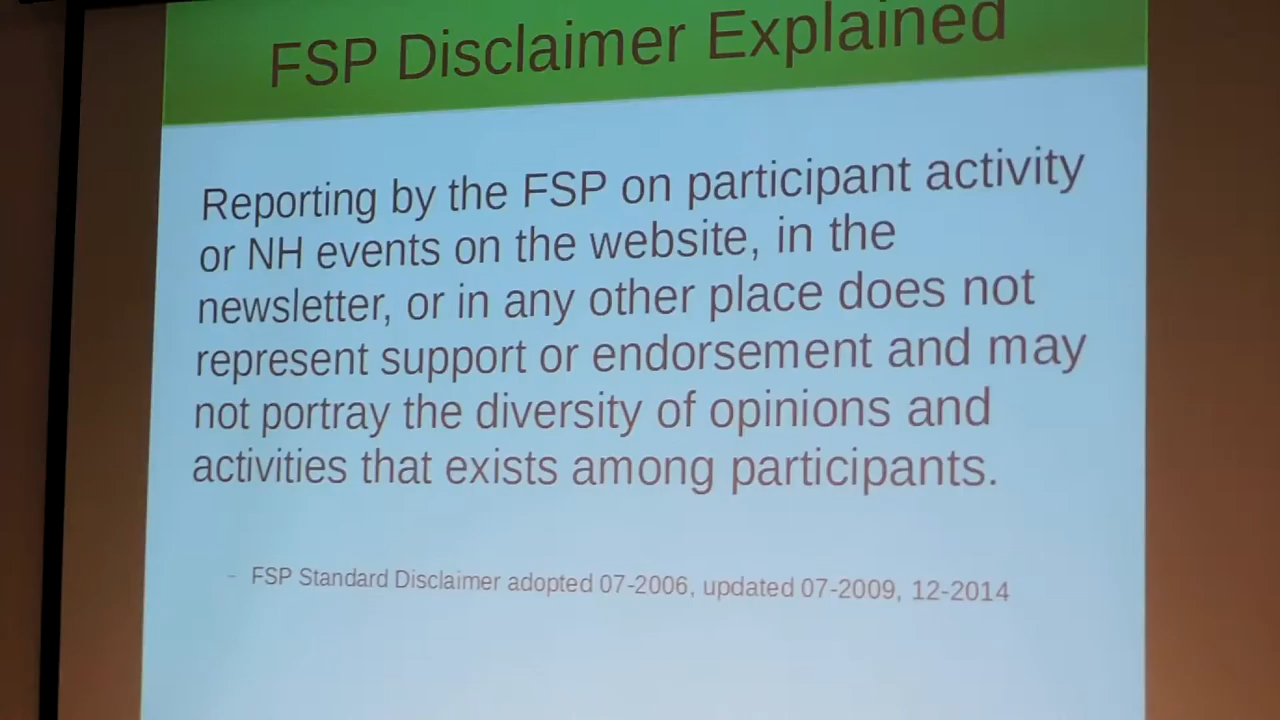 FSP Disclaimer Explained
Reporting by the FSP on participant activity
or NH events on the website, in the
newsletter, or in any other place does not
represent support or endorsement and may
not portray the diversity of opinions and
activities that exists among participants.
– FSP Standard Disclaimer adopted 07-2006, updated 07-2009, 12-2014